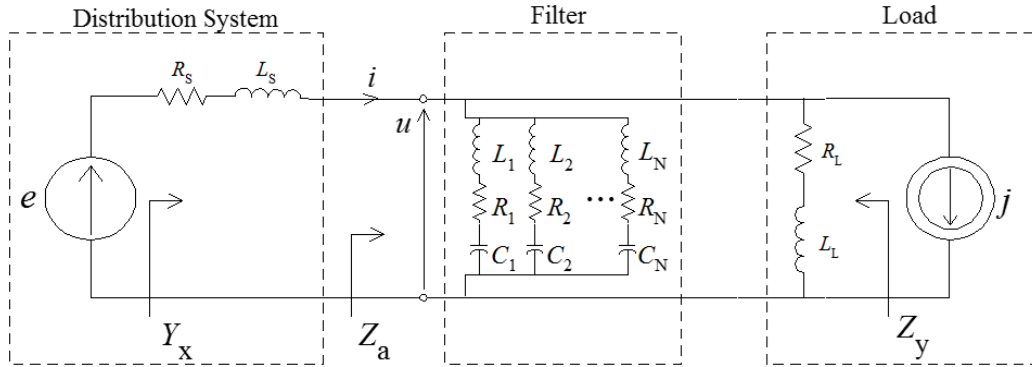 Distribution System
Filter
Load
R_S
L_S
i
u
e
L_1
L_2
L_N
R_1
R_2
...
R_N
C_1
C_2
C_N
R_L
L_L
j
Y_x
Z_a
Z_y